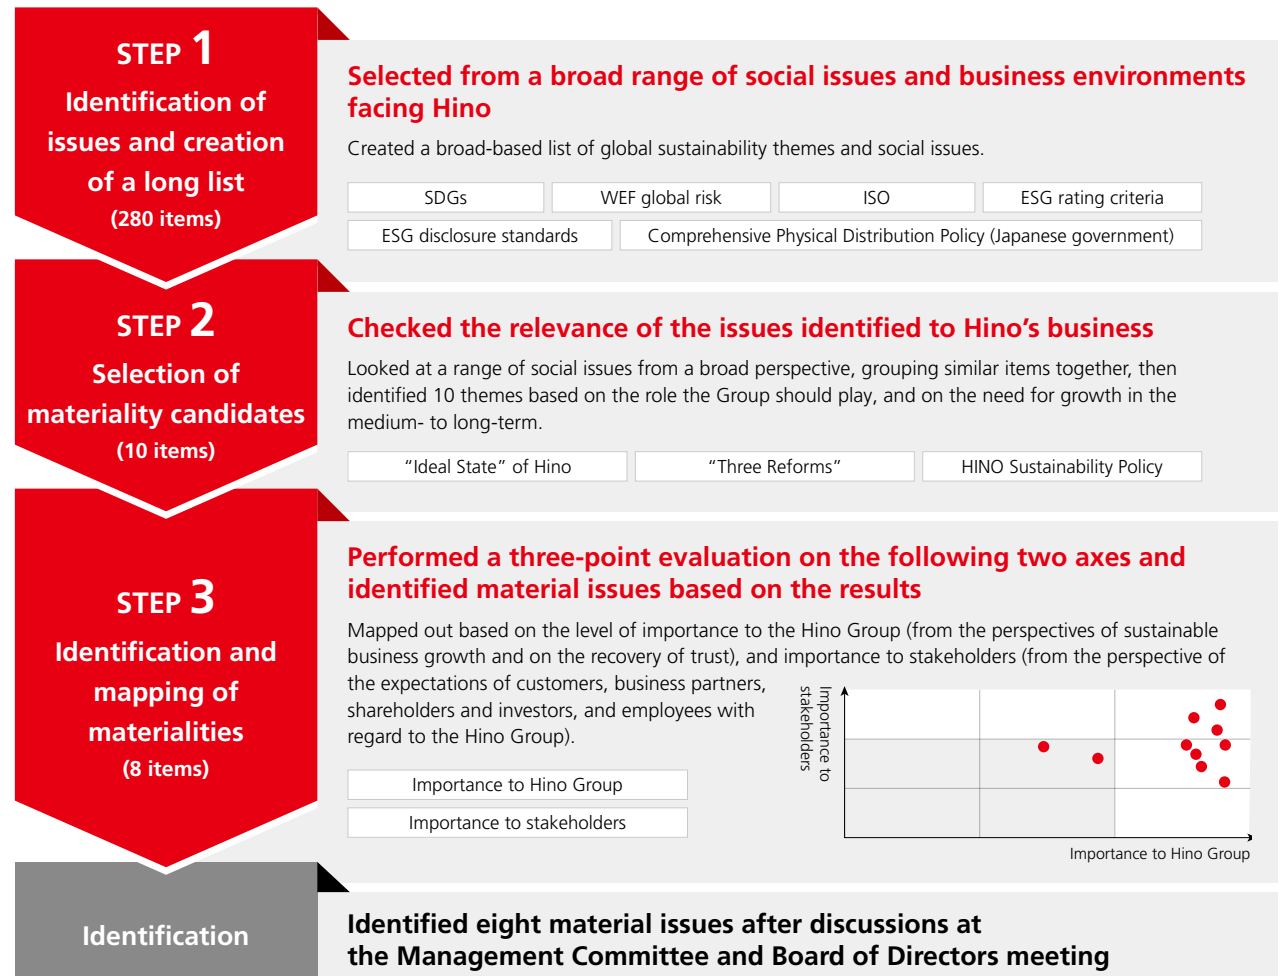 STEP 1
Identification of
issues and creation
of a long list
(280 items)
Selected from a broad range of social issues and business environments
facing Hino
Created a broad-based list of global sustainability themes and social issues.
SDGs
WEF global risk
ISO
ESG rating criteria
ESG disclosure standards
Comprehensive Physical Distribution Policy (Japanese government)
STEP 2
Selection of
materiality candidates
(10 items)
Checked the relevance of the issues identified to Hino’s business
Looked at a range of social issues from a broad perspective, grouping similar items together, then
identified 10 themes based on the role the Group should play, and on the need for growth in the
medium- to long-term.
“Ideal State” of Hino
“Three Reforms”
HINO Sustainability Policy
STEP 3
Identification and
mapping of
materialities
(8 items)
Performed a three-point evaluation on the following two axes and
identified material issues based on the results
Mapped out based on the level of importance to the Hino Group (from the perspectives of sustainable
business growth and on the recovery of trust), and importance to stakeholders (from the perspective of
the expectations of customers, business partners,
shareholders and investors, and employees with
regard to the Hino Group).
Importance to Hino Group
Importance to stakeholders
Importance to
stakeholders
Importance to Hino Group
Identification
Identified eight material issues after discussions at
the Management Committee and Board of Directors meeting